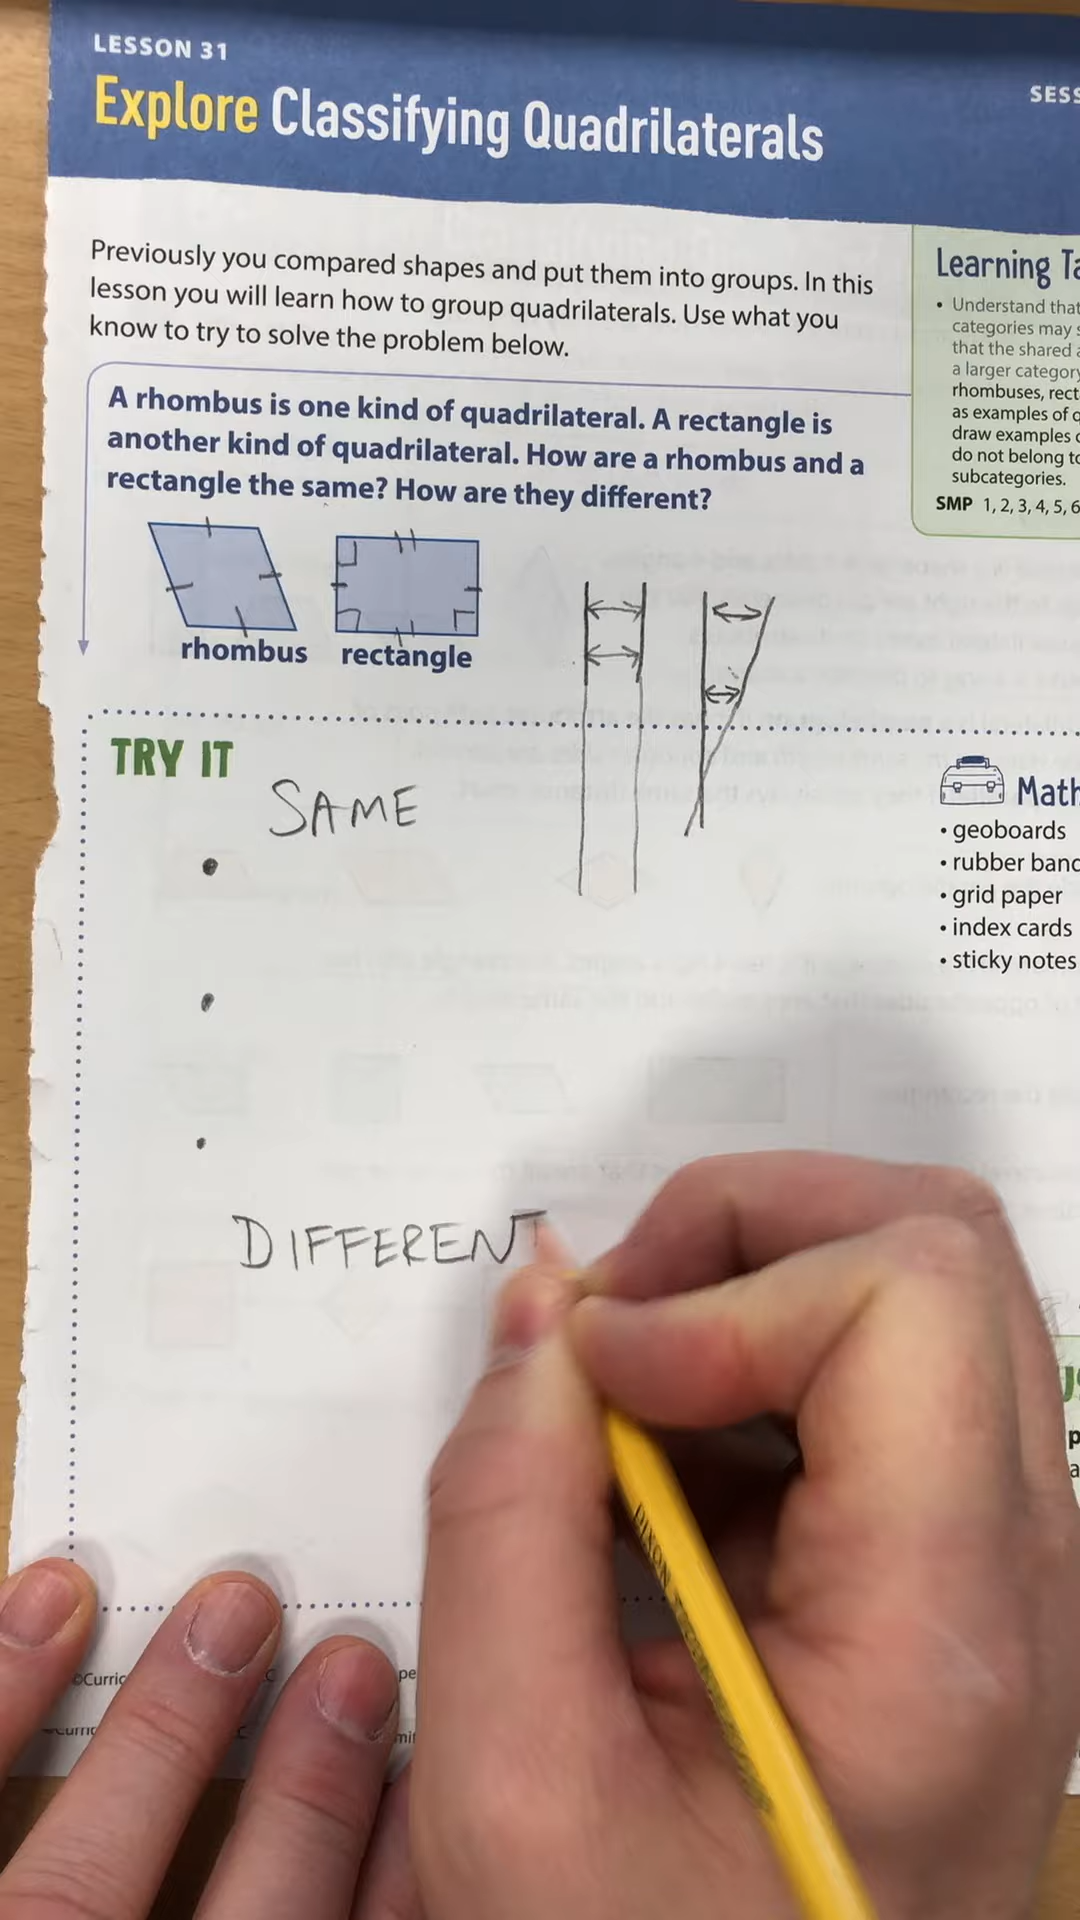 LESSON 31
SESS
Explore Classifying Quadrilaterals
Previously you compared shapes and put them into groups. In this
lesson you will learn how to group quadrilaterals. Use what you
know to try to solve the problem below.
A rhombus is one kind of quadrilateral. A rectangle is
another kind of quadrilateral. How are a rhombus and a
rectangle the same? How are they different?
rhombus rectangle
Learning Ta
• Understand that
categories may s
that the shared a
a larger category
rhombuses, rect
as examples of q
draw examples o
do not belong to
subcategories.
SMP 1, 2, 3, 4, 5, 6
TRY IT
SAME
•
•
•
DIFFERENT
Math
• geoboards
• rubber band
• grid paper
• index cards
• sticky notes
©Curric
DIXON